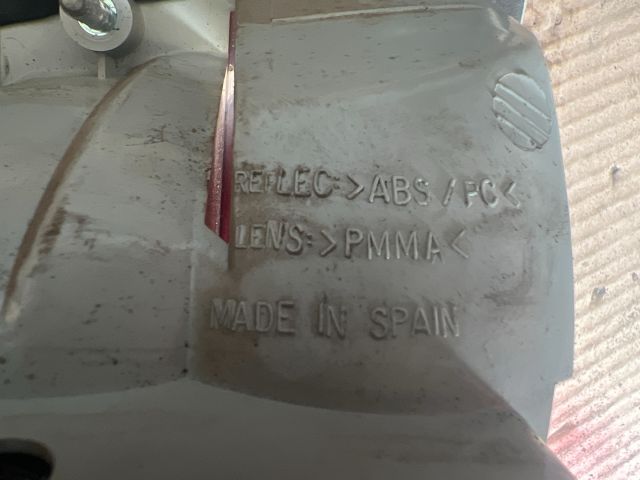 REFLEC:>ABS/PC<
LENS:>PMMA<
MADE IN SPAIN